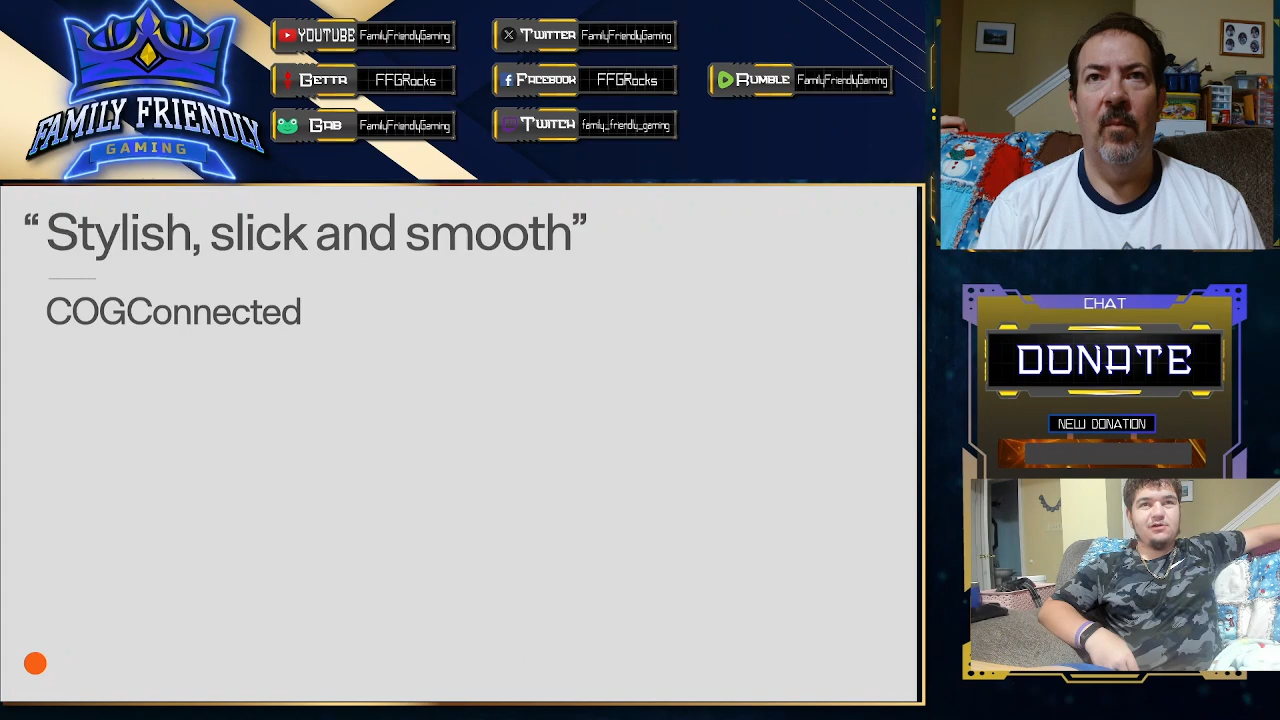 FAMILY FRIENDLY
GAMING
YOUTUBE FamilyFriendlyGaming
Twitter FamilyFriendlyGaming
Gettr FFGRocks
Facebook FFGRocks
Rumble FamilyFriendlyGaming
Gab FamilyFriendlyGaming
Twitch family_friendly_gaming
“Stylish, slick and smooth”
COGConnected
CHAT
DONATE
NEW DONATION